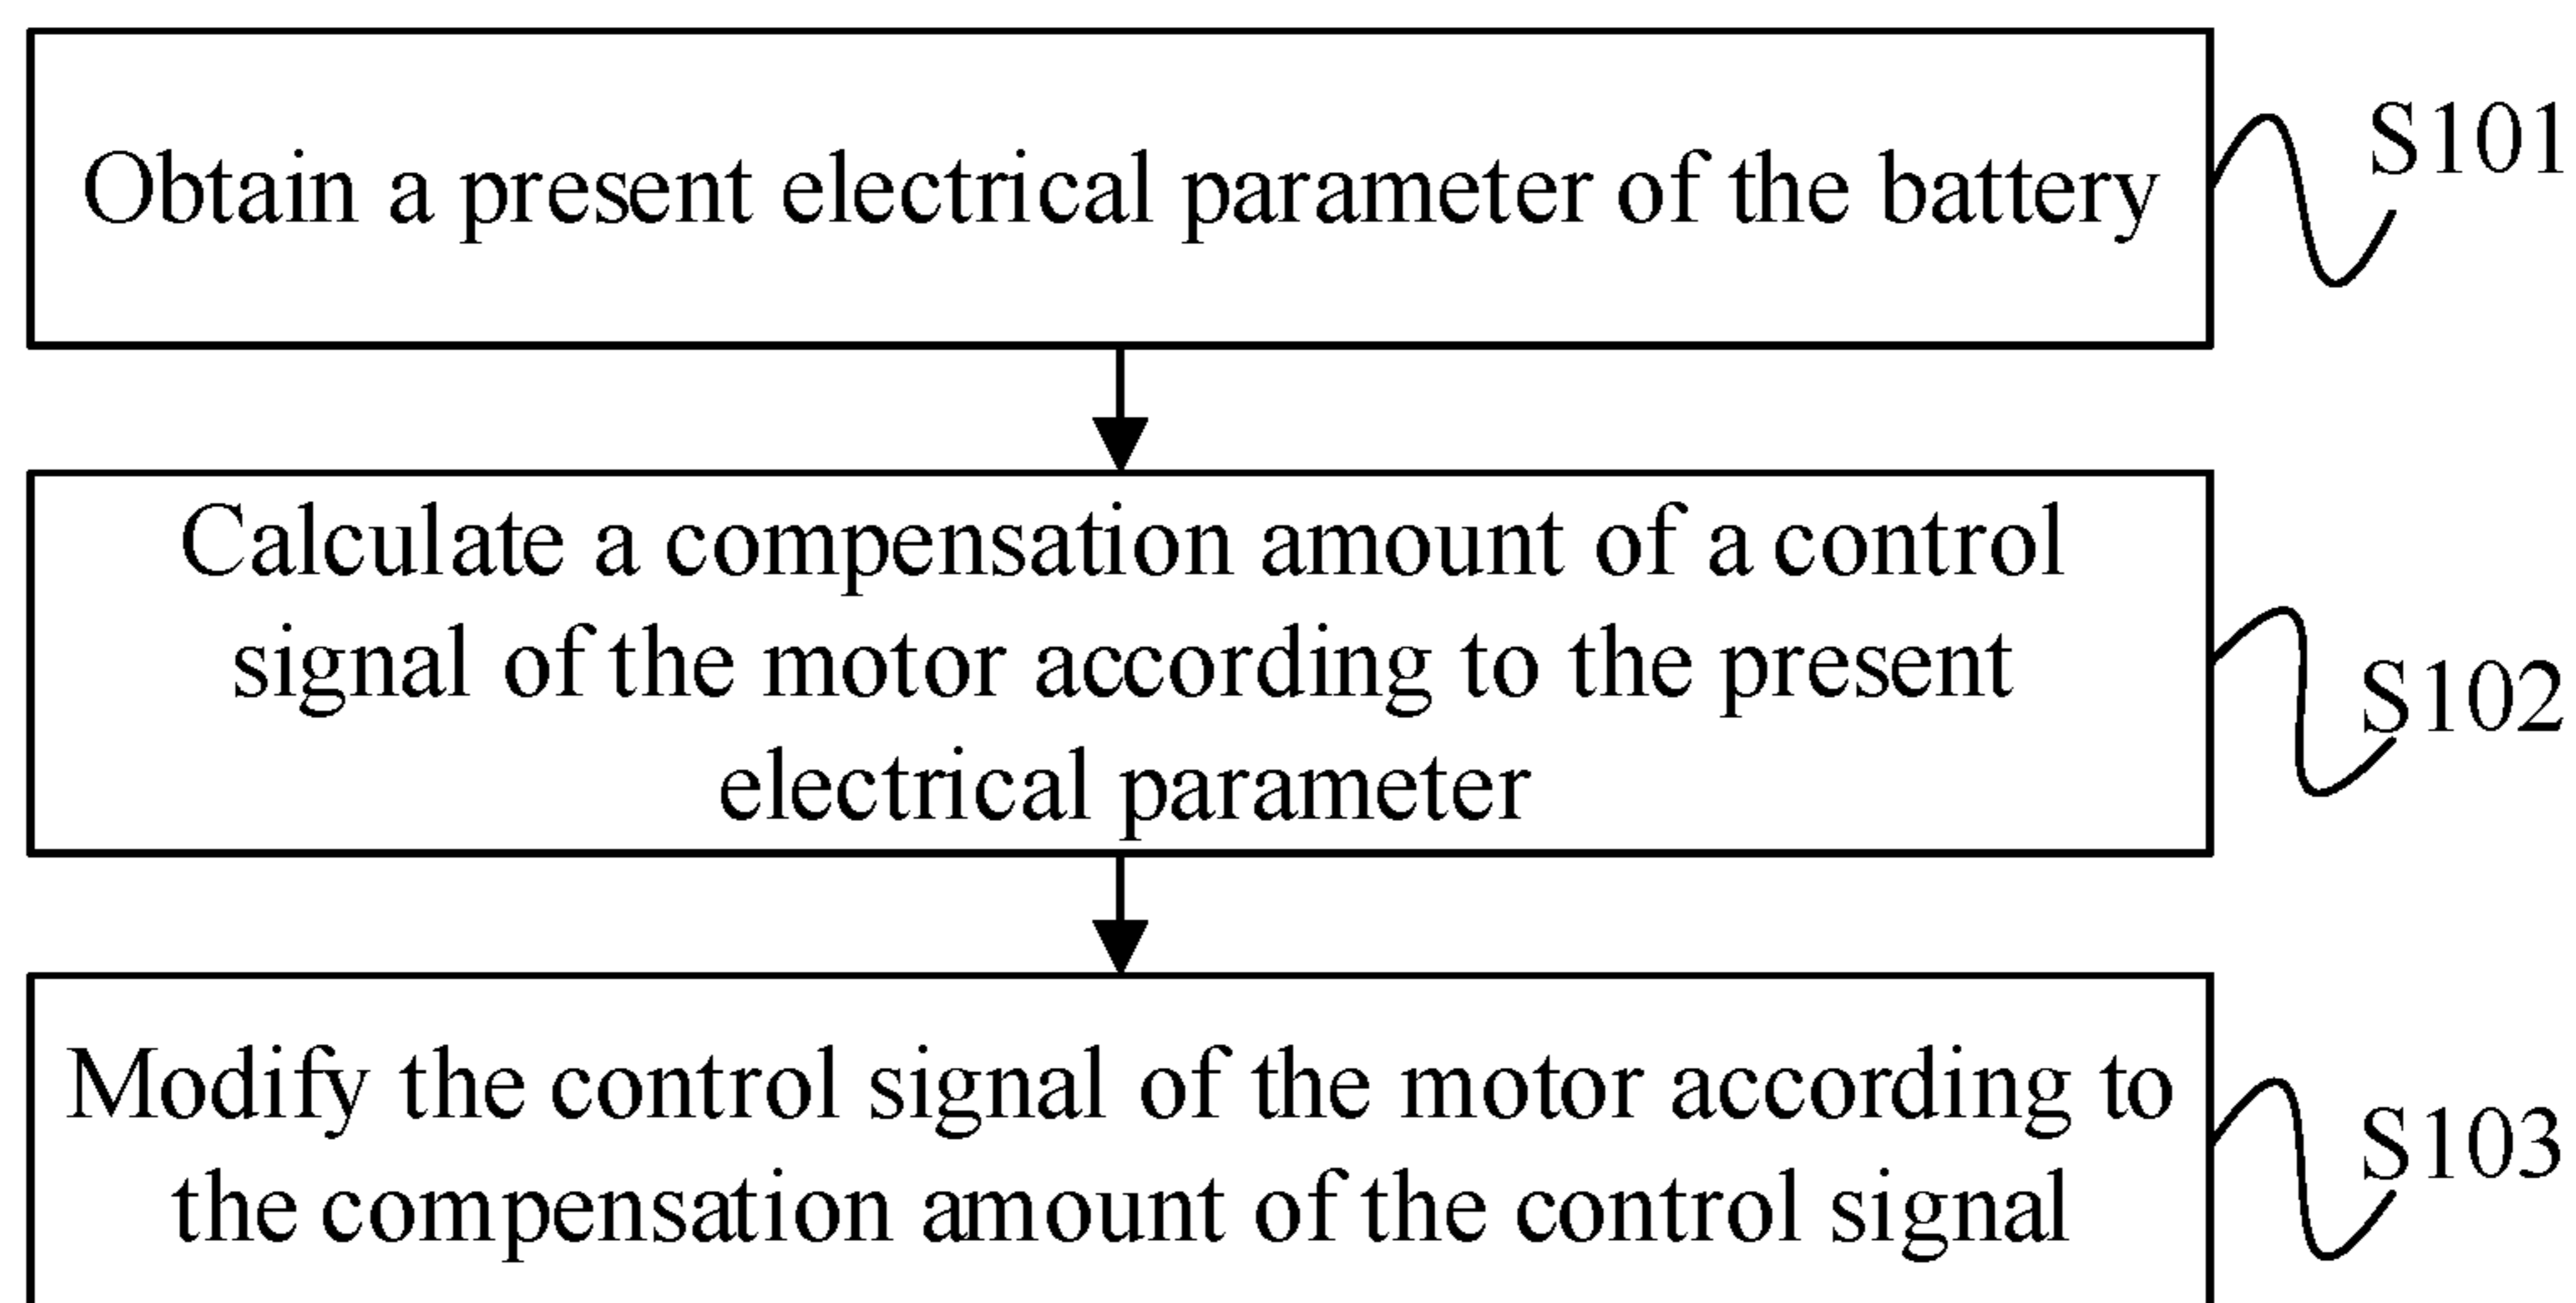 Obtain a present electrical parameter of the battery
S101
Calculate a compensation amount of a control
signal of the motor according to the present
electrical parameter
S102
Modify the control signal of the motor according to
the compensation amount of the control signal
S103